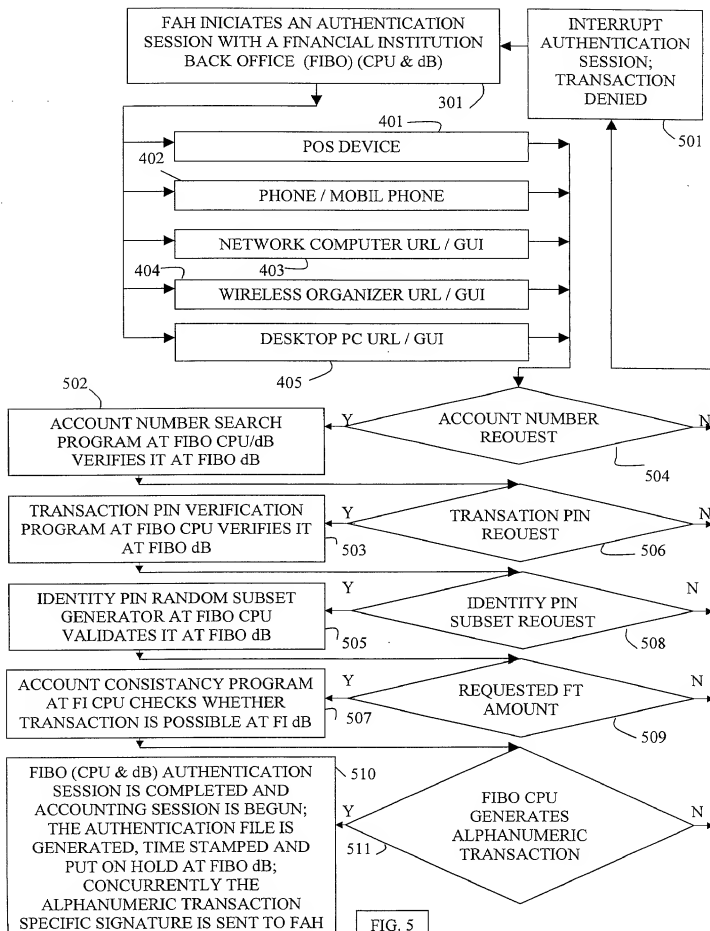 FAH INICIATES AN AUTHENTICATION
SESSION WITH A FINANCIAL INSTITUTION
BACK OFFICE (FIBO) (CPU & dB)
301
INTERRUPT
AUTHENTICATION
SESSION;
TRANSACTION
DENIED
501
401
POS DEVICE
402
PHONE / MOBIL PHONE
NETWORK COMPUTER URL / GUI
403
404
WIRELESS ORGANIZER URL / GUI
DESKTOP PC URL / GUI
405
502
ACCOUNT NUMBER SEARCH
PROGRAM AT FIBO CPU/dB
VERIFIES IT AT FIBO dB
Y
ACCOUNT NUMBER
REQUEST
N
504
TRANSACTION PIN VERIFICATION
PROGRAM AT FIBO CPU VERIFIES IT
AT FIBO dB
503
Y
TRANSATION PIN
REQUEST
N
506
IDENTITY PIN RANDOM SUBSET
GENERATOR AT FIBO CPU
VALIDATES IT AT FIBO dB
505
Y
IDENTITY PIN
SUBSET REQUEST
N
508
ACCOUNT CONSISTANCY PROGRAM
AT FI CPU CHECKS WHETHER
TRANSACTION IS POSSIBLE AT FI dB
507
Y
REQUESTED FT
AMOUNT
N
509
510
FIBO (CPU & dB) AUTHENTICATION
SESSION IS COMPLETED AND
ACCOUNTING SESSION IS BEGUN;
THE AUTHENTICATION FILE IS
GENERATED, TIME STAMPED AND
PUT ON HOLD AT FIBO dB;
CONCURRENTLY THE
ALPHANUMERIC TRANSACTION
SPECIFIC SIGNATURE IS SENT TO FAH
Y
511
FIBO CPU
GENERATES
ALPHANUMERIC
TRANSACTION
N
FIG. 5